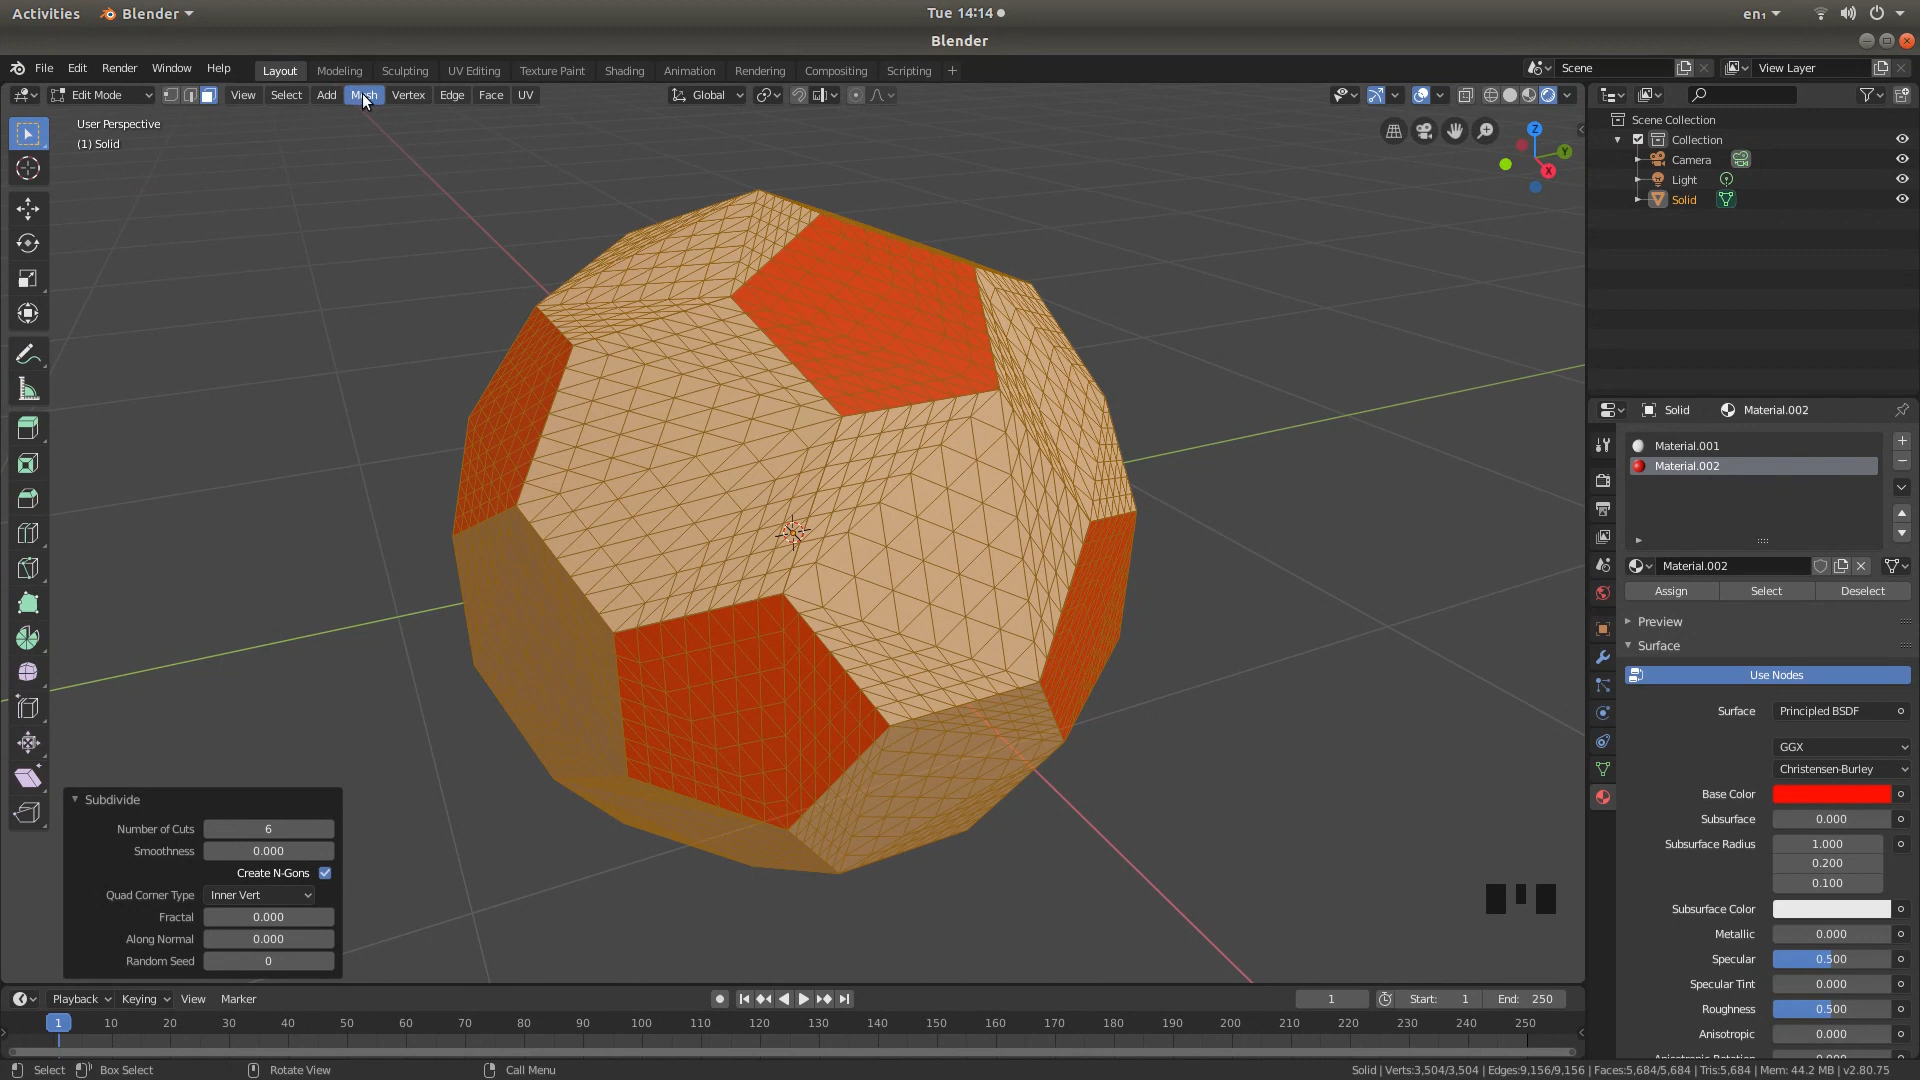 Activities Blender Tue 14:14 en₁
Blender
File Edit Render Window Help Layout Modeling Sculpting UV Editing Texture Paint Shading Animation Rendering Compositing Scripting + Scene View Layer
Edit Mode View Select Add Mesh Vertex Edge Face UV Global
User Perspective
(1) Solid
Z
Y
X
Scene Collection
Collection
Camera
Light
Solid
Solid Material.002
Material.001
Material.002
Material.002
Assign Select Deselect
Preview
Surface
Use Nodes
Surface Principled BSDF
GGX
Christensen-Burley
Base Color
Subsurface 0.000
Subsurface Radius 1.000
0.200
0.100
Subsurface Color
Metallic 0.000
Specular 0.500
Specular Tint 0.000
Roughness 0.500
Anisotropic 0.000
Anisotropic Rotation 0.000
Subdivide
Number of Cuts 6
Smoothness 0.000
Create N-Gons
Quad Corner Type Inner Vert
Fractal 0.000
Along Normal 0.000
Random Seed 0
Playback Keying View Marker 1 Start: 1 End: 250
1 10 20 30 40 50 60 70 80 90 100 110 120 130 140 150 160 170 180 190 200 210 220 230 240 250
Select Box Select Rotate View Call Menu Solid | Verts:3,504/3,504 | Edges:9,156/9,156 | Faces:5,684/5,684 | Tris:5,684 | Mem: 44.2 MB | v2.80.75